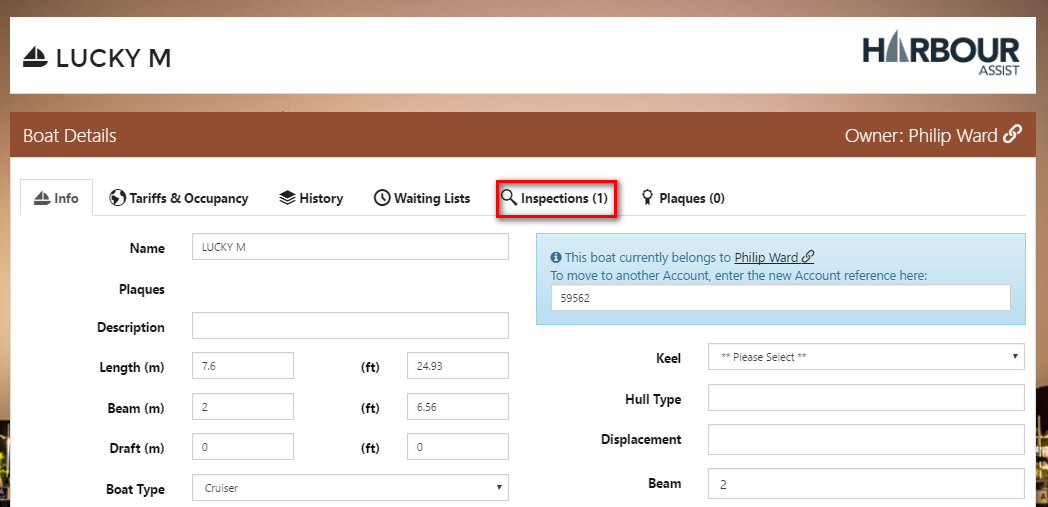 LUCKY M
HARBOUR
ASSIST
Boat Details
Owner: Philip Ward
Info
Tariffs & Occupancy
History
Waiting Lists
Inspections (1)
Plaques (0)
Name
LUCKY M
Plaques
Description
Length (m)
7.6
(ft)
24.93
Beam (m)
2
(ft)
6.56
Draft (m)
0
(ft)
0
Boat Type
Cruiser
This boat currently belongs to Philip Ward
To move to another Account, enter the new Account reference here:
59562
Keel
** Please Select **
Hull Type
Displacement
Beam
2